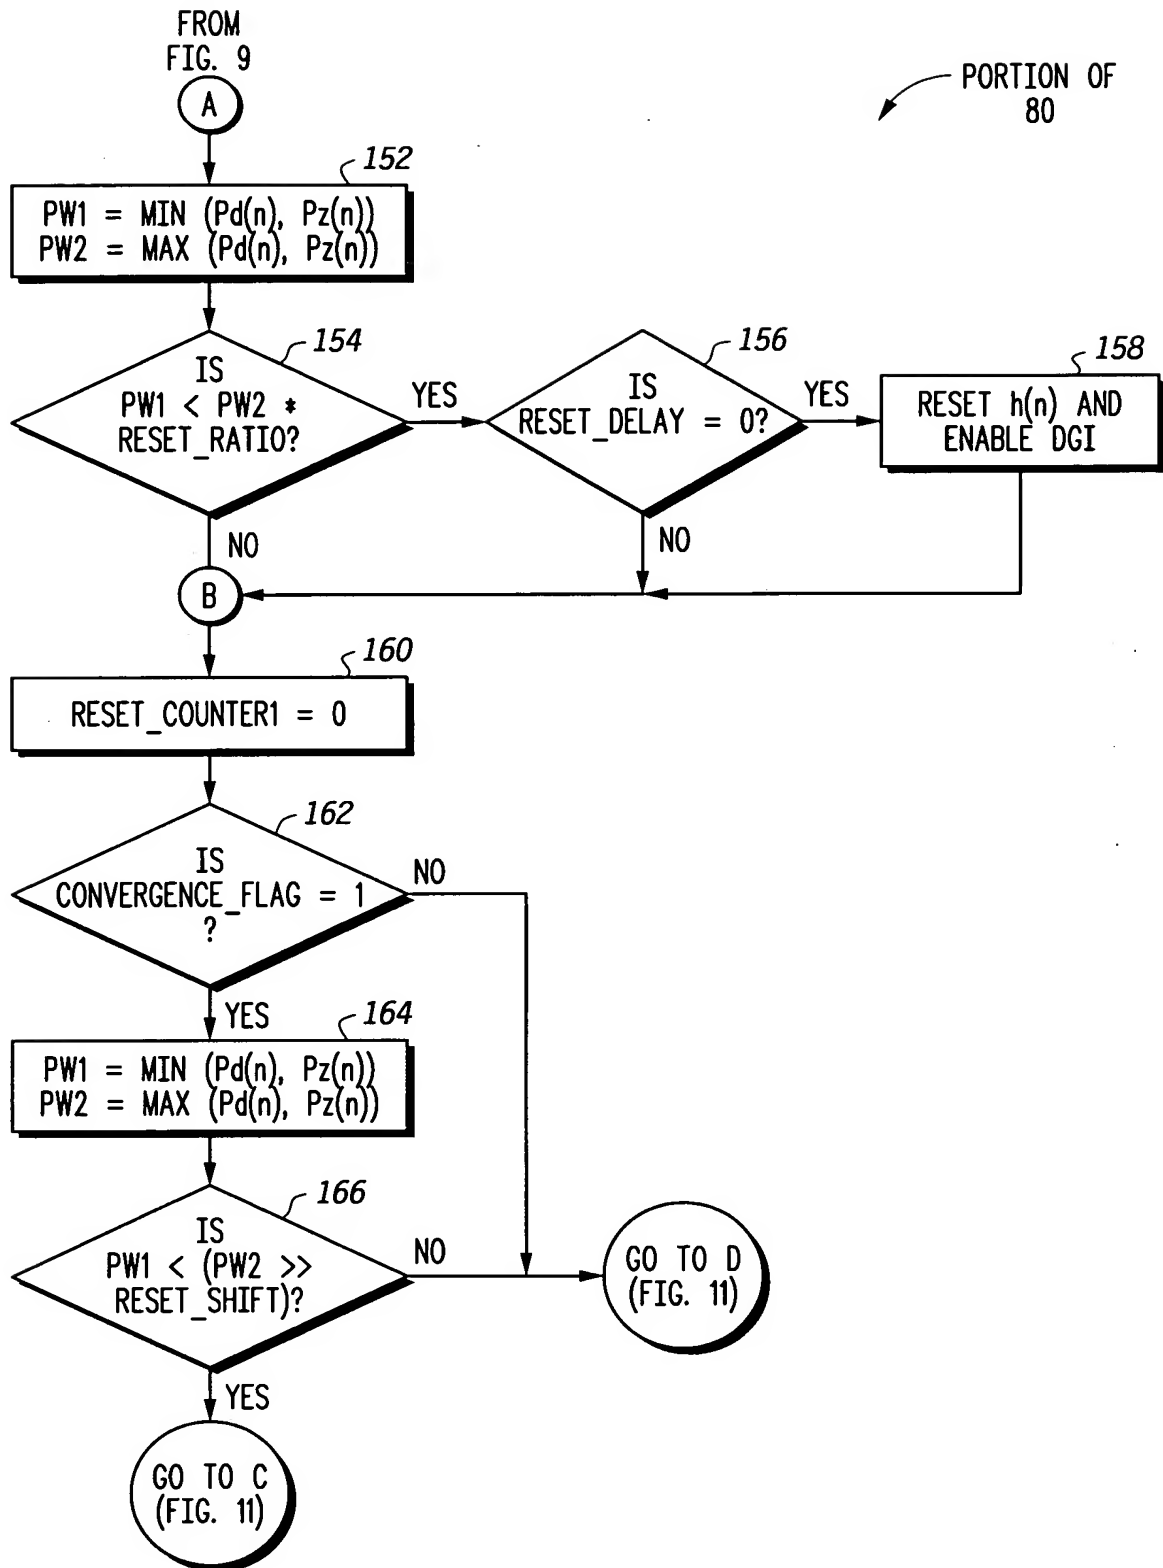 FROM
FIG. 9
A
PORTION OF
80
152
PW1 = MIN (Pd(n), Pz(n))
PW2 = MAX (Pd(n), Pz(n))
154
IS
PW1 < PW2 *
RESET_RATIO?
YES
156
IS
RESET_DELAY = 0?
YES
158
RESET h(n) AND
ENABLE DGI
NO
NO
B
160
RESET_COUNTER1 = 0
162
IS
CONVERGENCE_FLAG = 1
?
NO
YES
164
PW1 = MIN (Pd(n), Pz(n))
PW2 = MAX (Pd(n), Pz(n))
166
IS
PW1 < (PW2 >>
RESET_SHIFT)?
NO
GO TO D
(FIG. 11)
YES
GO TO C
(FIG. 11)